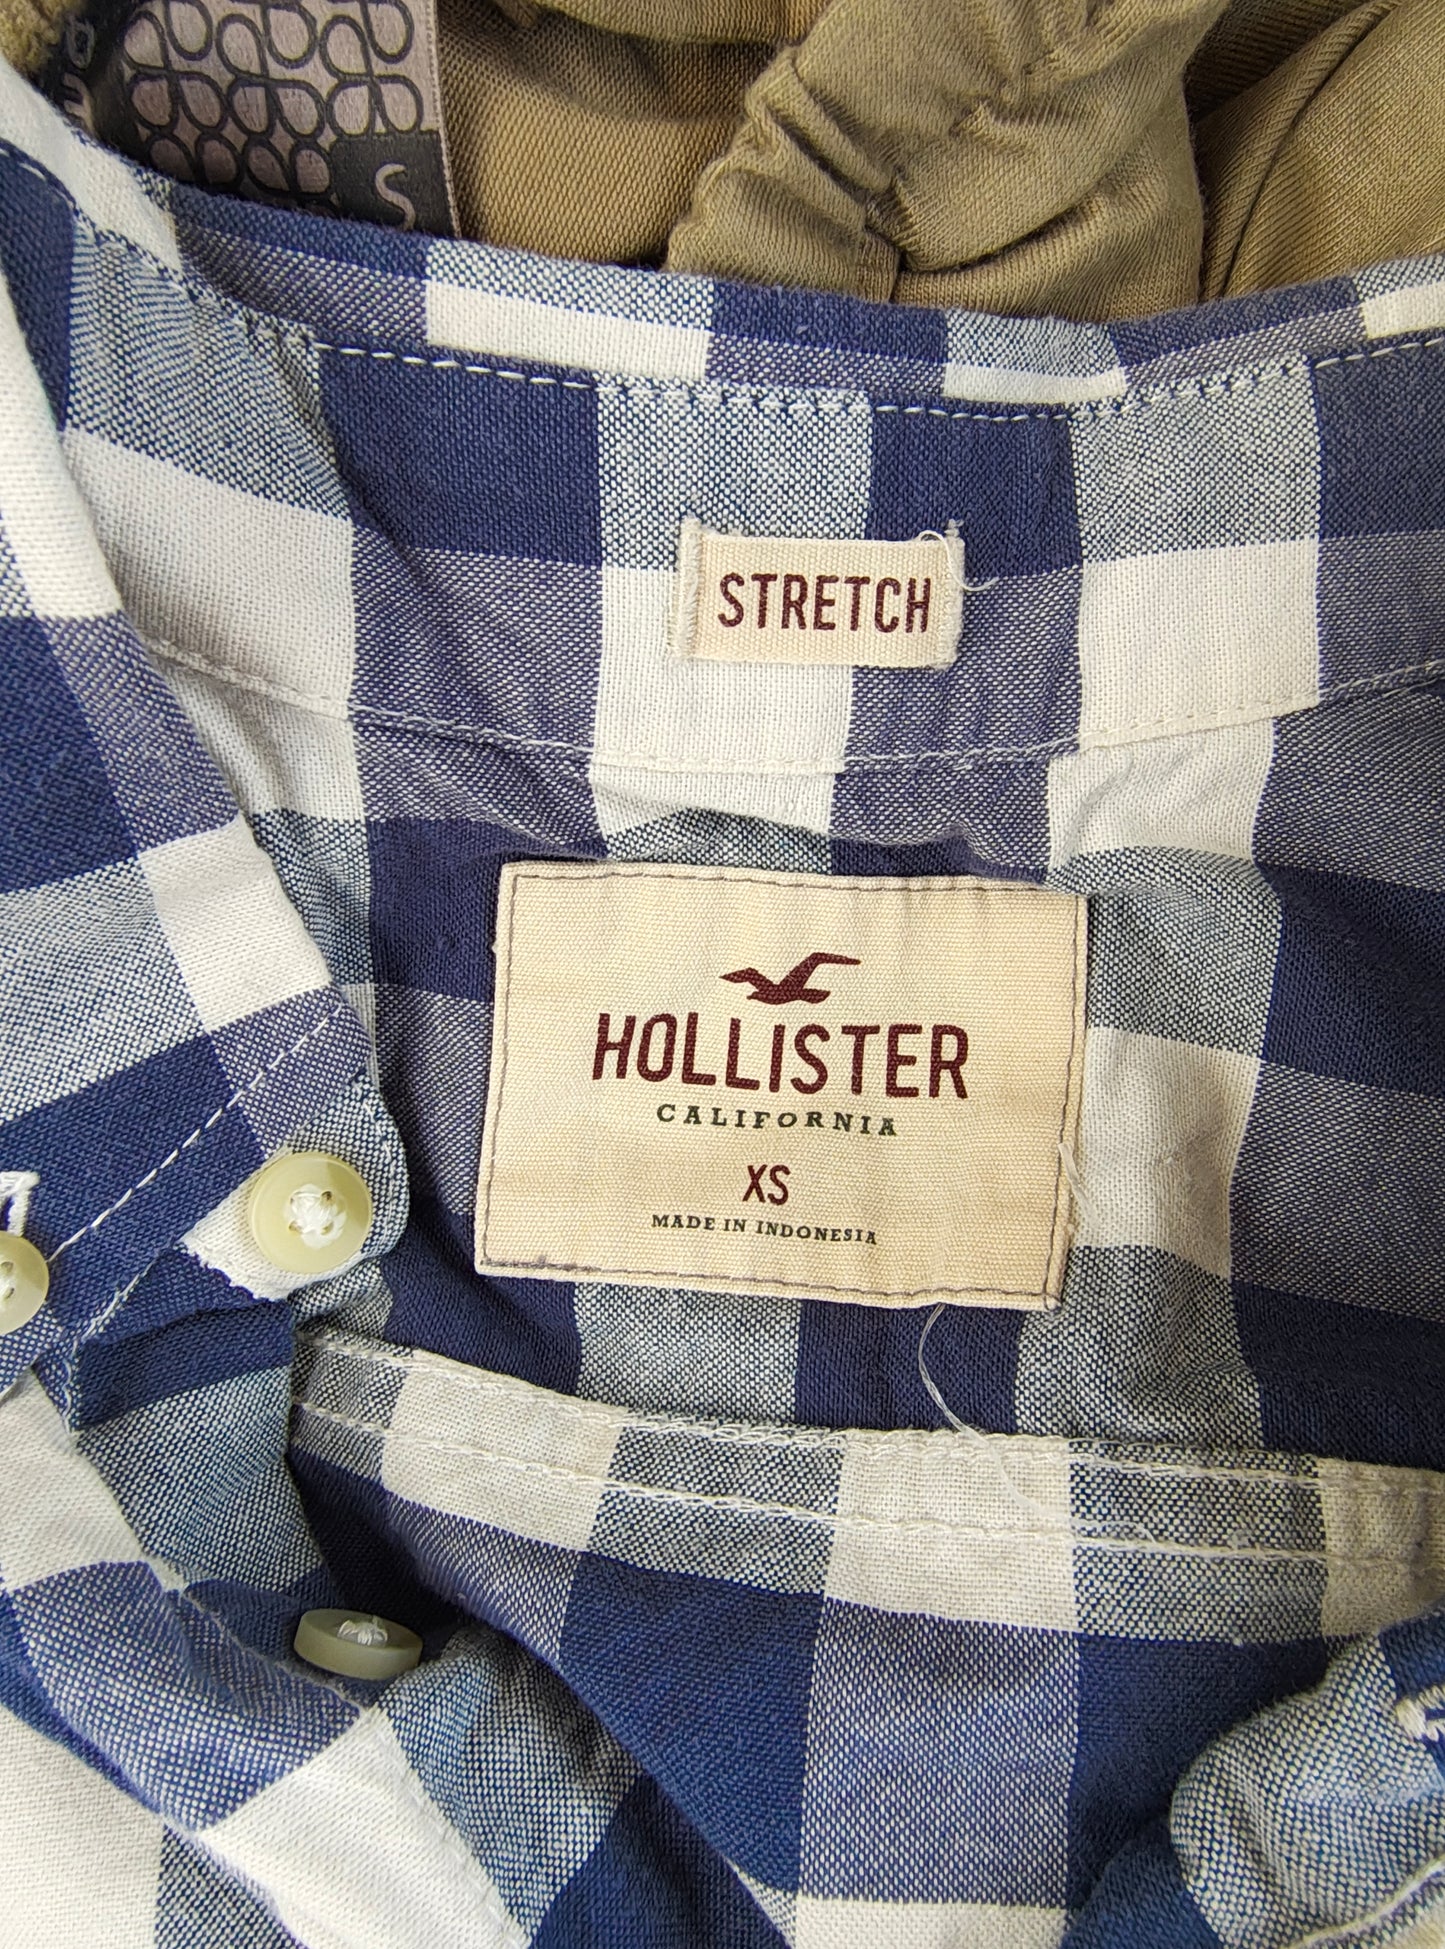 S
STRETCH
HOLLISTER
CALIFORNIA
XS
MADE IN INDONESIA